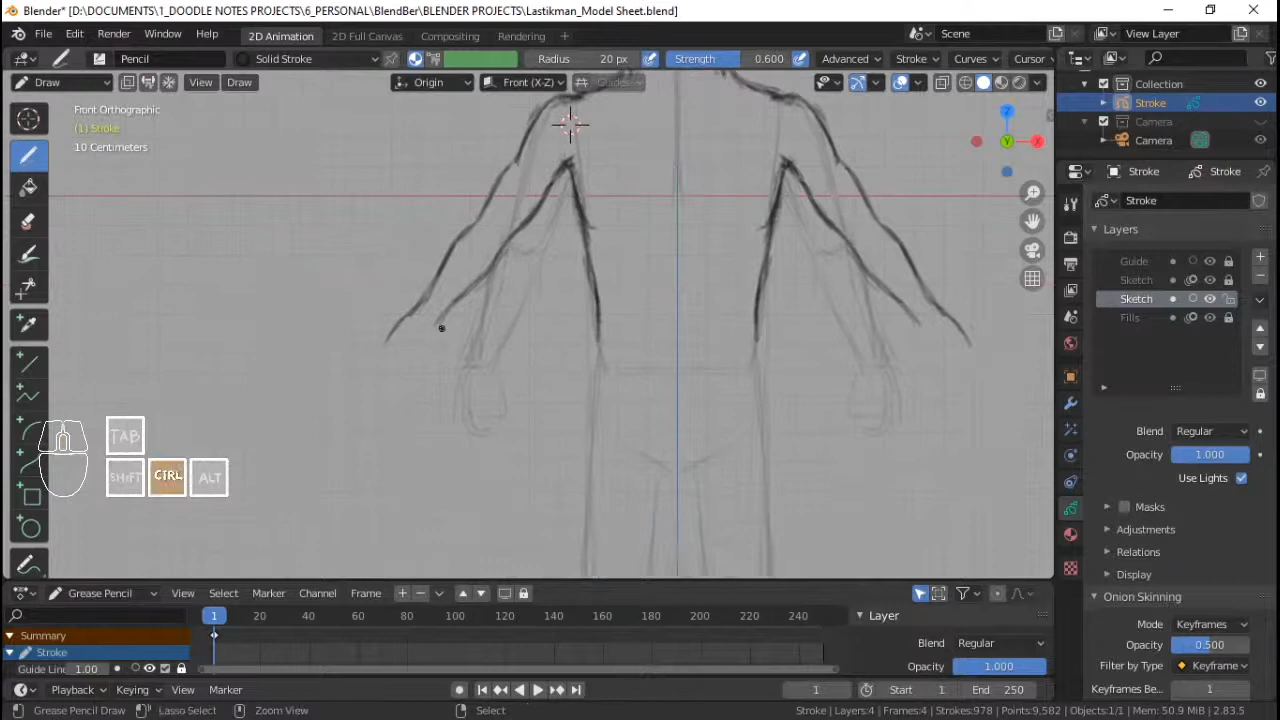 Blender* [D:\DOCUMENTS\1_DOODLE NOTES PROJECTS\6_PERSONAL\BlendBer\BLENDER PROJECTS\Lastikman_Model Sheet.blend]
File Edit Render Window Help 2D Animation 2D Full Canvas Compositing Rendering + Scene View Layer
Pencil Solid Stroke Radius 20 px Strength 0.600 Advanced Stroke Curves Cursor
Draw View Draw Origin Front (X-Z) Guides
Collection
Stroke
Camera
Camera
Front Orthographic
(1) Stroke
10 Centimeters
Z
Y X
Stroke Stroke
Stroke
Layers
Guide
Sketch
Sketch
Fills
Blend Regular
Opacity 1.000
Use Lights
Masks
Adjustments
Relations
Display
Onion Skinning
Mode Keyframes
Opacity 0.500
Filter by Type Keyframe
Keyframes Be... 1
TAB
SHIFT CTRL ALT
Grease Pencil View Select Marker Channel Frame
1 20 40 60 80 100 120 140 160 180 200 220 240
Summary
Stroke
Guide Line 1.00
Layer
Blend Regular
Opacity 1.000
Playback Keying View Marker 1 Start 1 End 250
Grease Pencil Draw Lasso Select Zoom View Select Stroke | Layers:4 | Frames:4 | Strokes:978 | Points:9,582 | Objects:1/1 | Mem: 50.9 MiB | 2.83.5